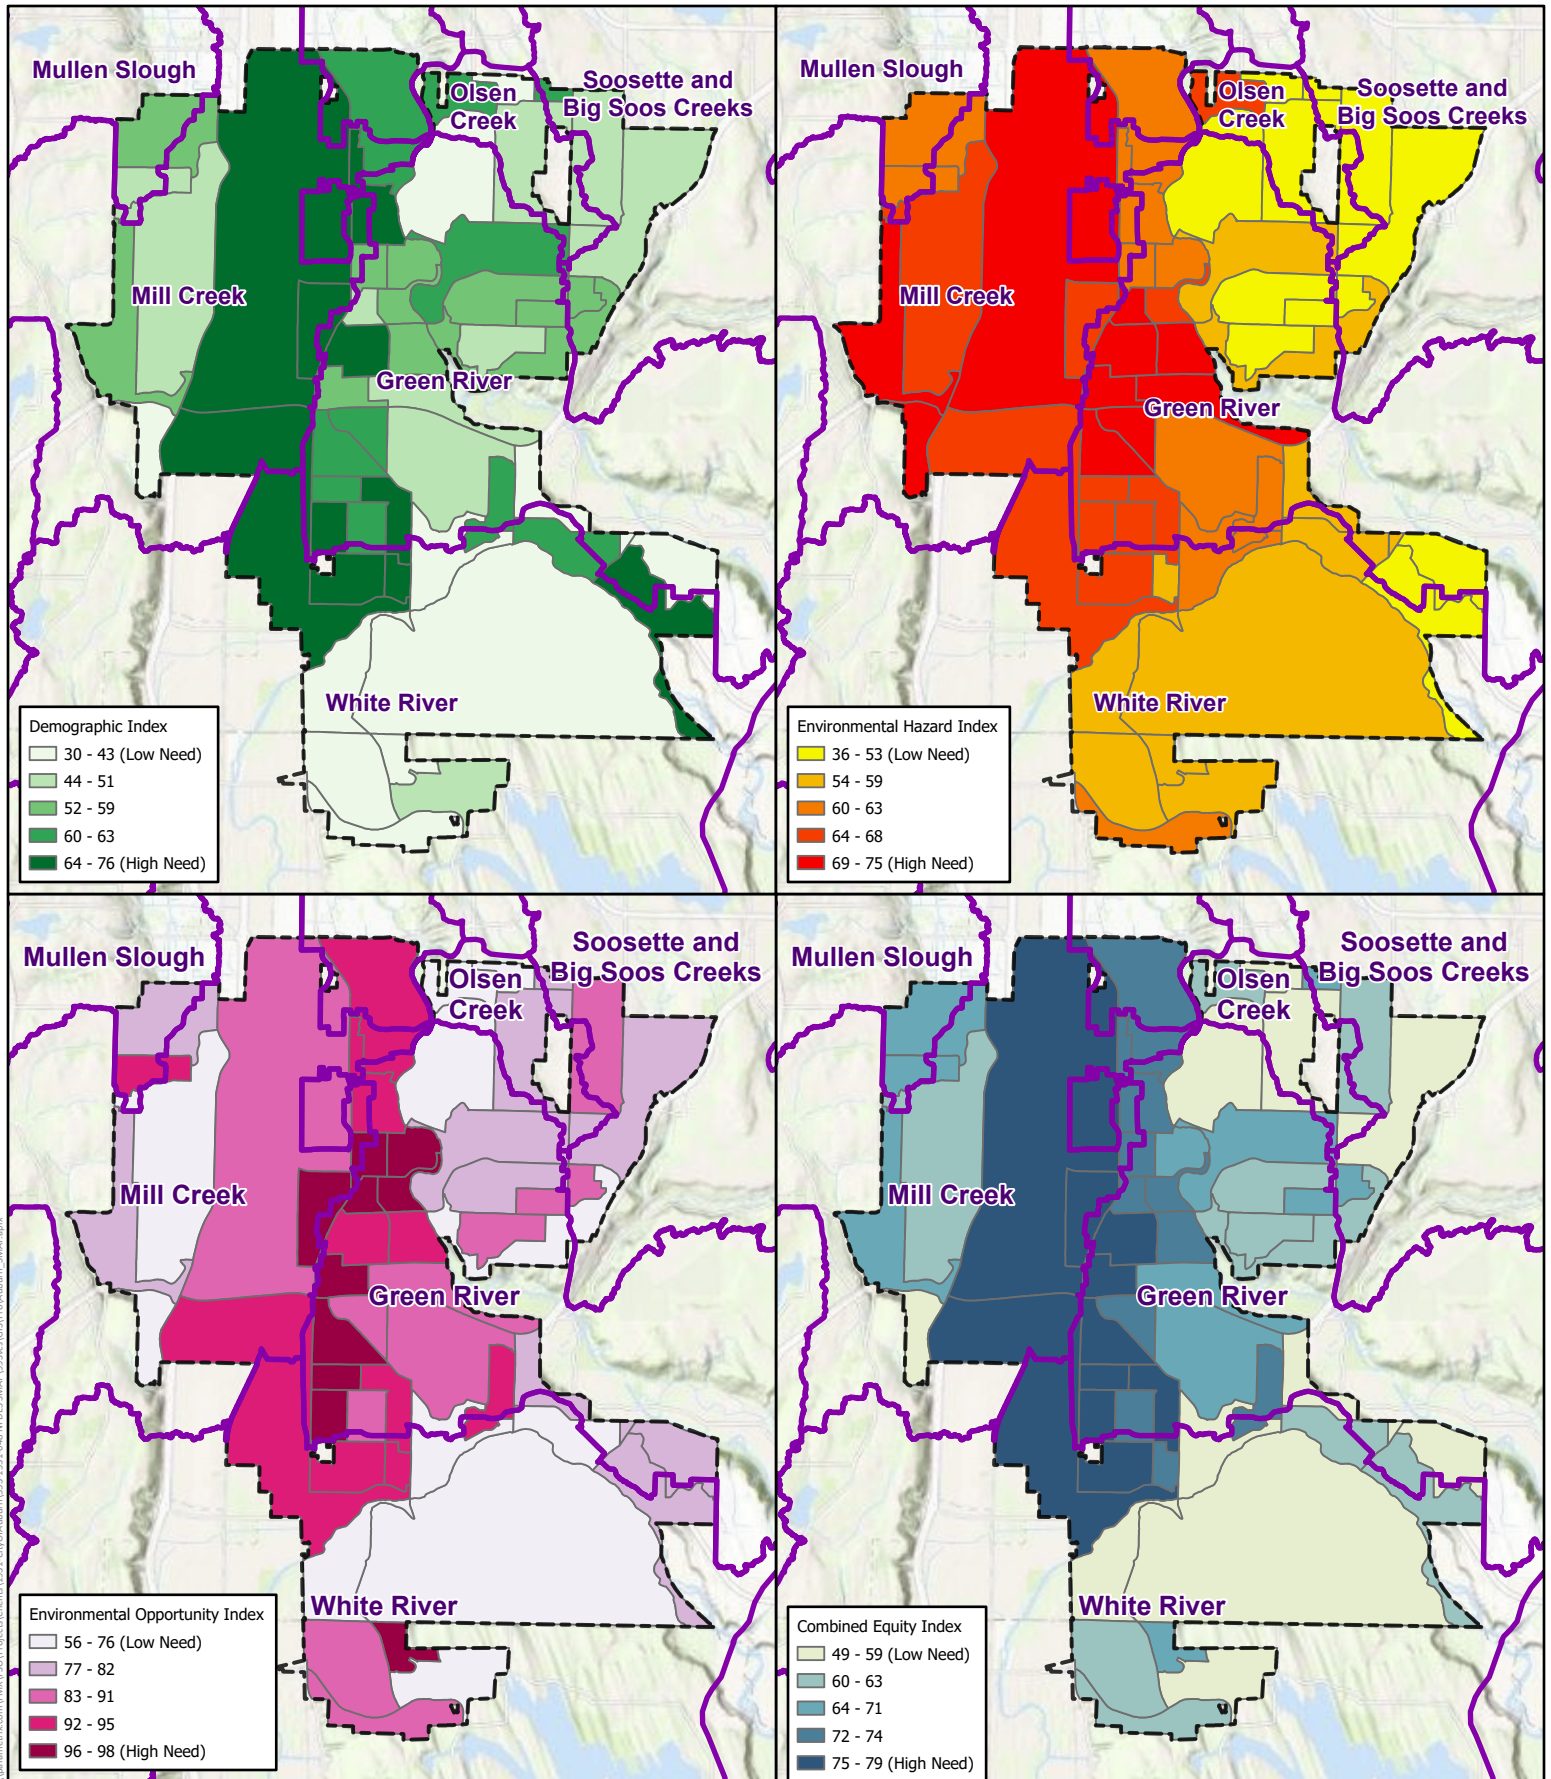 Mullen Slough
Olsen
Creek
Soosette and
Big Soos Creeks
Mill Creek
Green River
White River
Demographic Index
30 - 43 (Low Need)
44 - 51
52 - 59
60 - 63
64 - 76 (High Need)
Mullen Slough
Olsen
Creek
Soosette and
Big Soos Creeks
Mill Creek
Green River
White River
Environmental Hazard Index
36 - 53 (Low Need)
54 - 59
60 - 63
64 - 68
69 - 75 (High Need)
Mullen Slough
Olsen
Creek
Soosette and
Big Soos Creeks
Mill Creek
Green River
White River
Environmental Opportunity Index
56 - 76 (Low Need)
77 - 82
83 - 91
92 - 95
96 - 98 (High Need)
Mullen Slough
Olsen
Creek
Soosette and
Big Soos Creeks
Mill Creek
Green River
White River
Combined Equity Index
49 - 59 (Low Need)
60 - 63
64 - 71
72 - 74
75 - 79 (High Need)